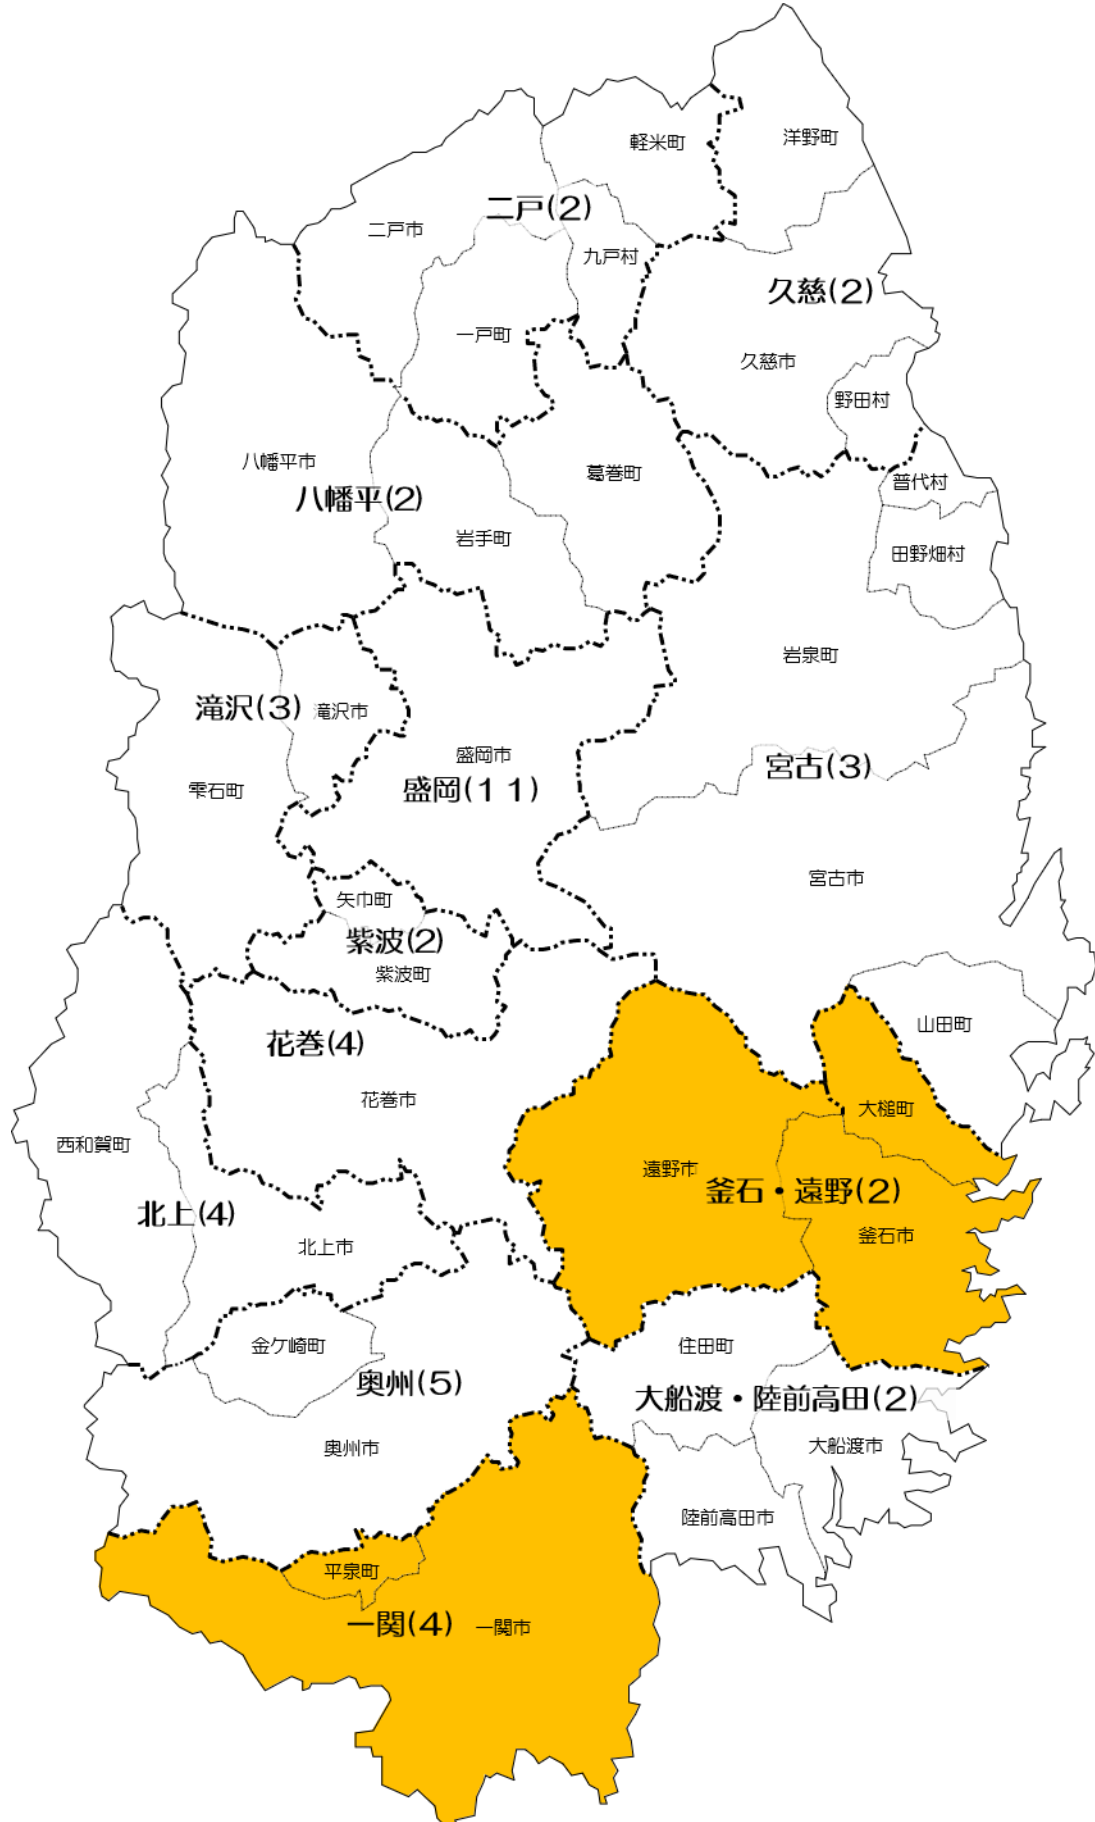 洋野町
軽米町
二戸(2)
二戸市
九戸村
久慈(2)
一戸町
久慈市
野田村
八幡平市
葛巻町
普代村
八幡平(2)
岩手町
田野畑村
岩泉町
滝沢(3)
滝沢市
盛岡市
宮古(3)
雫石町
盛岡(11)
宮古市
矢巾町
紫波(2)
紫波町
山田町
花巻(4)
花巻市
大槌町
西和賀町
遠野市
釜石・遠野(2)
北上(4)
釜石市
北上市
金ケ崎町
住田町
奥州(5)
大船渡・陸前高田(2)
奥州市
大船渡市
陸前高田市
平泉町
一関(4)
一関市